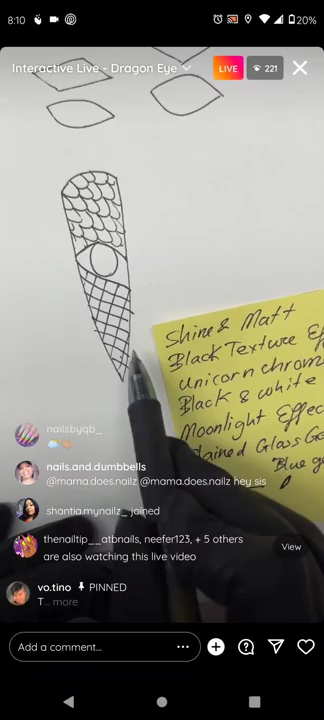 8:10
20%
Interactive Live - Dragon Eye
LIVE
221
Shine & Matt
Black Texture
Unicorn chrom
Black & white
Moonlight Effec
Glass
Blue
nailsbyqb_
nails.and.dumbbells
@mama.does.nailz @mama.does.nailz hey sis
shantia.mynailz_ joined
thenailtip__atbnails, neefer123, + 5 others
are also watching this live video
View
vo.tino PINNED
T... more
Add a comment...